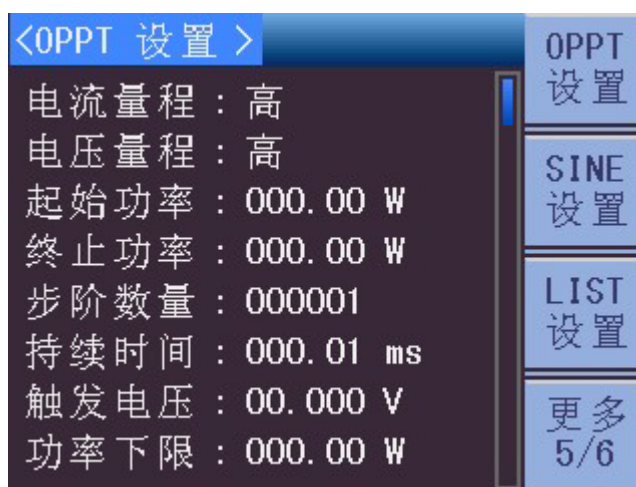 <OPPT 设置 >
电流量程：高
电压量程：高
起始功率：000.00 W
终止功率：000.00 W
步阶数量：000001
持续时间：000.01 ms
触发电压：00.000 V
功率下限：000.00 W
OPPT
设置
SINE
设置
LIST
设置
更多
5/6